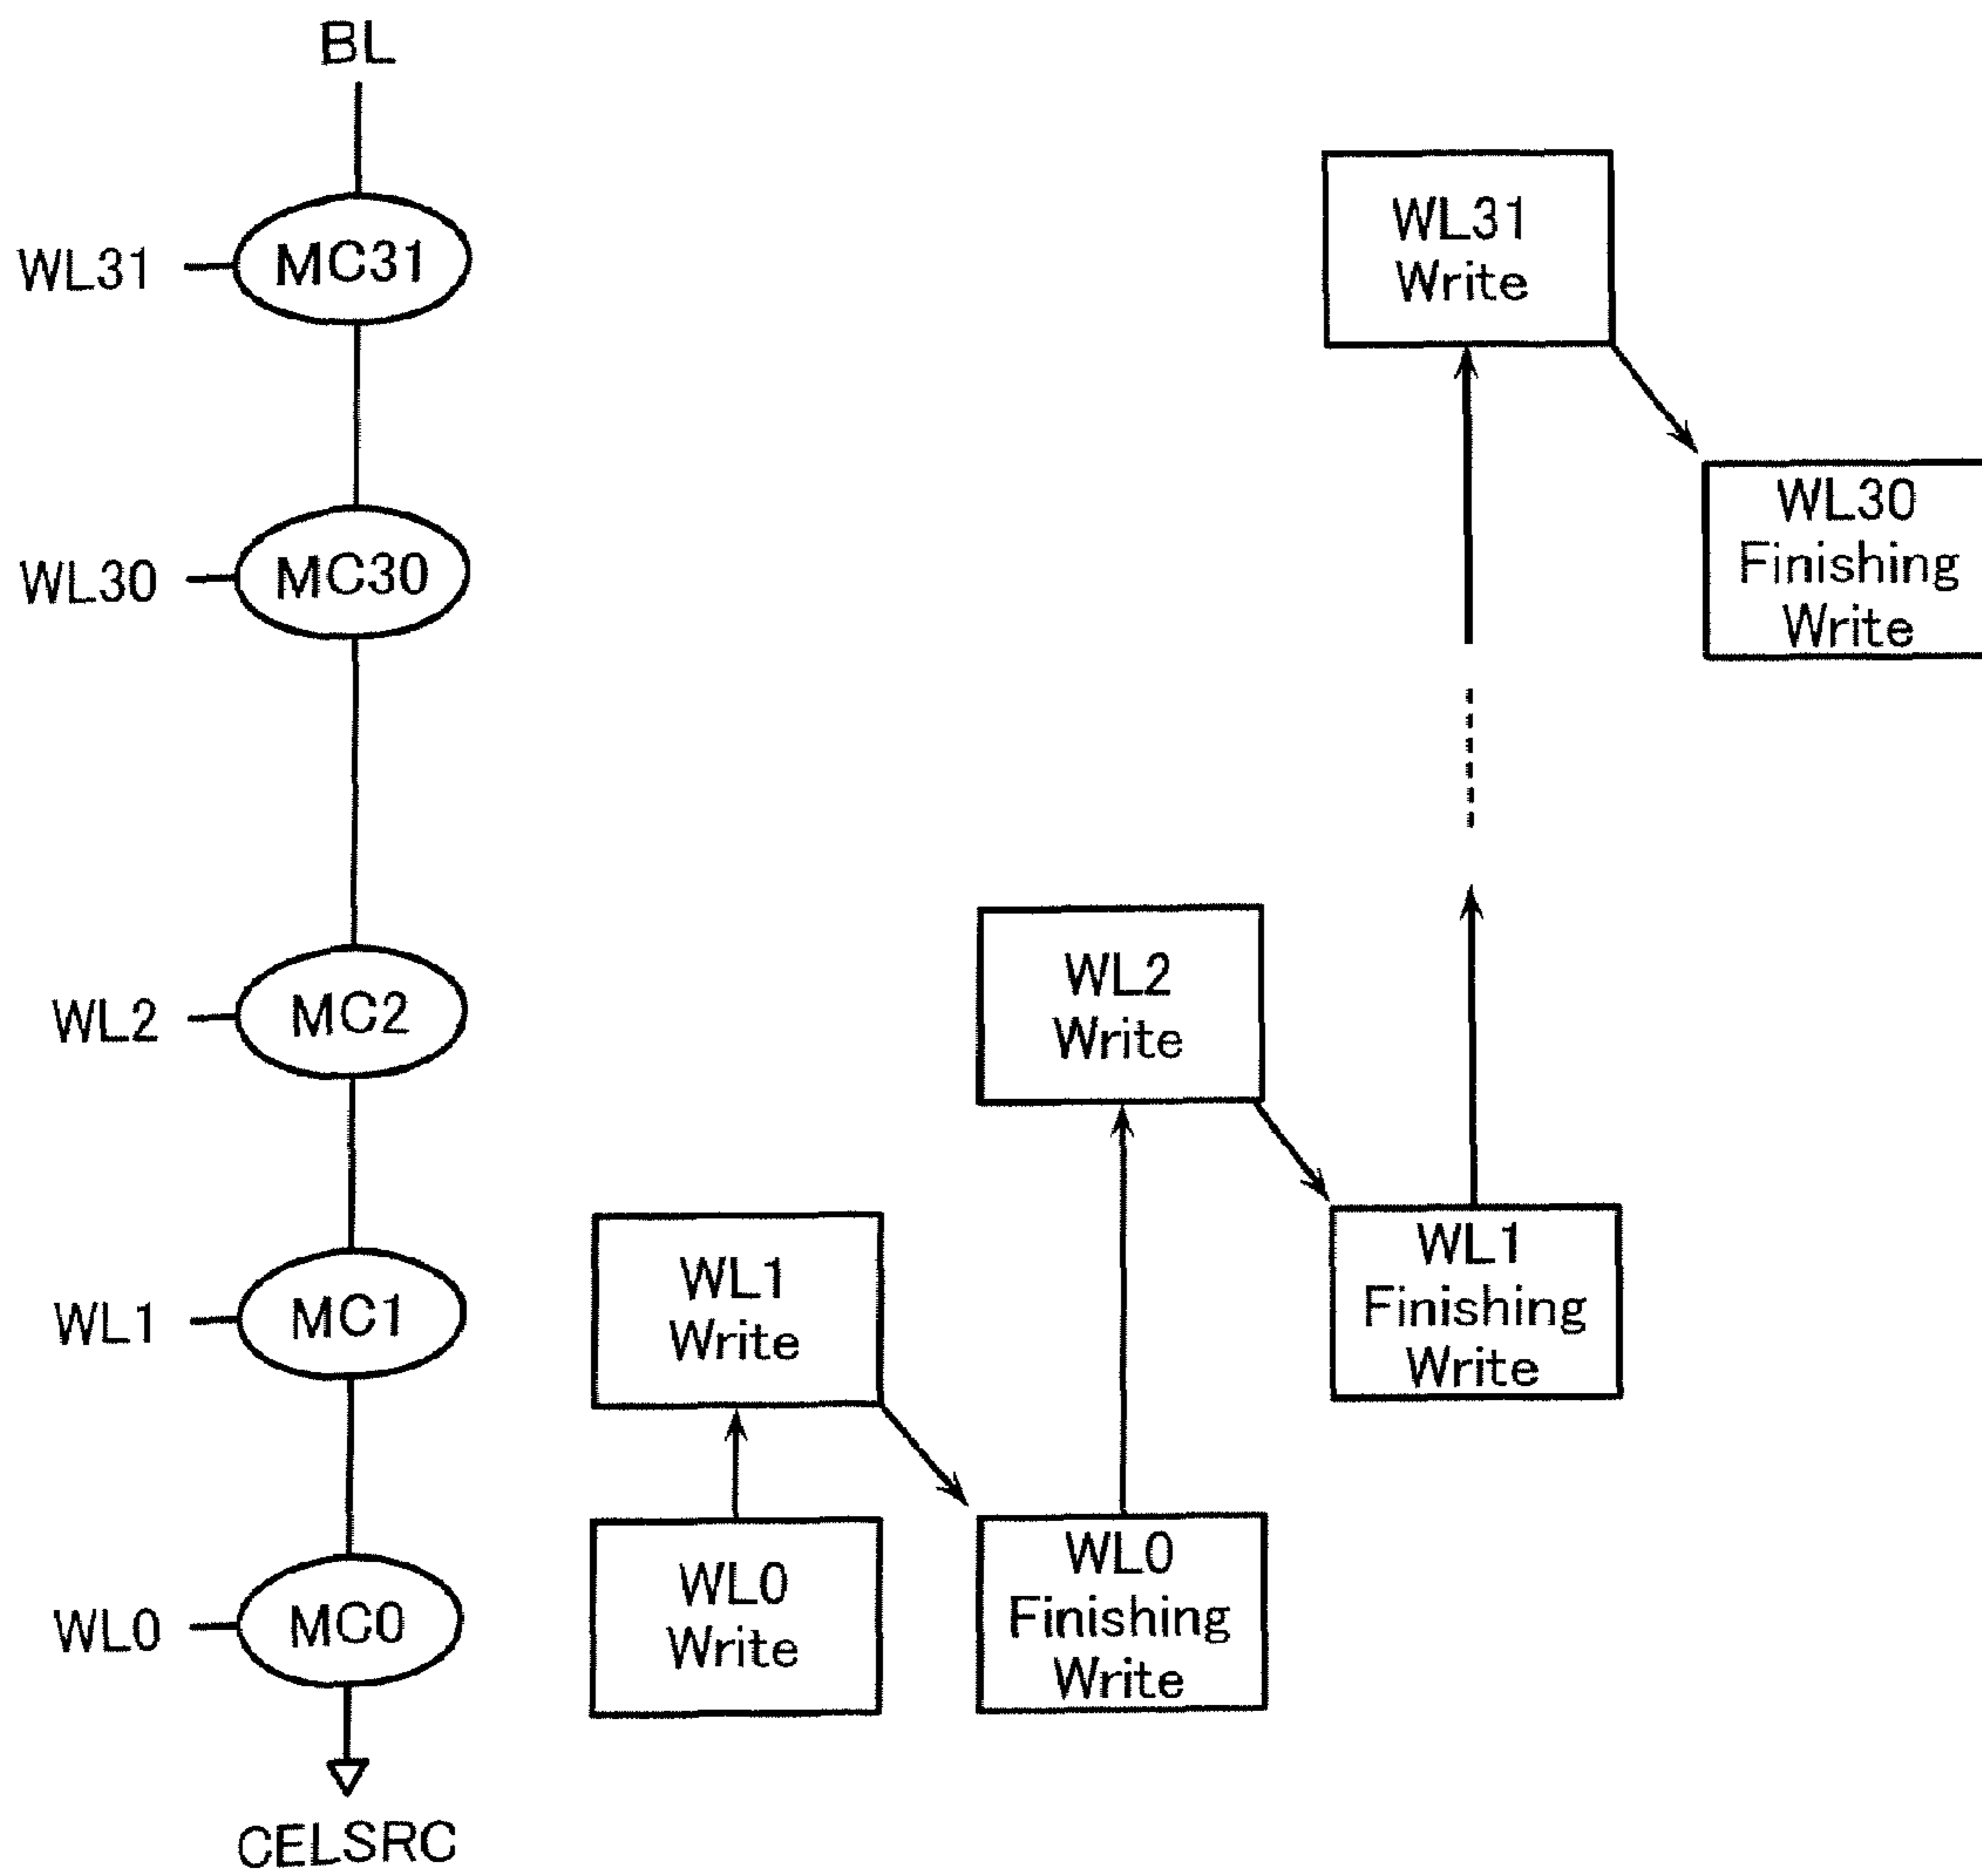 BL
WL31
MC31
WL31
Write
WL30
MC30
WL30
Finishing
Write
WL2
MC2
WL2
Write
WL1
MC1
WL1
Write
WL1
Finishing
Write
WL0
MC0
WL0
Write
WL0
Finishing
Write
CELSRC